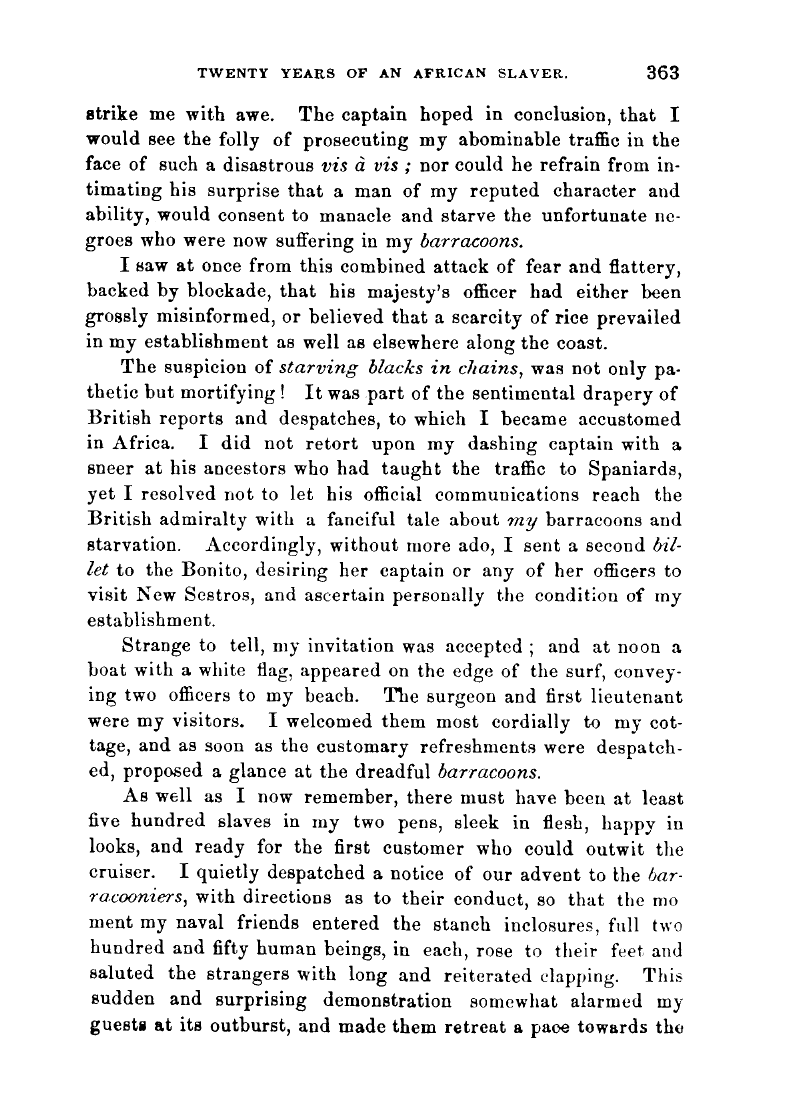 TWENTY YEARS OF AN AFRICAN SLAVER. 363
strike me with awe. The captain hoped in conclusion, that I
would see the folly of prosecuting my abominable traffic in the
face of such a disastrous vis à vis ; nor could he refrain from in-
timating his surprise that a man of my reputed character and
ability, would consent to manacle and starve the unfortunate ne-
groes who were now suffering in my barracoons.
I saw at once from this combined attack of fear and flattery,
backed by blockade, that his majesty's officer had either been
grossly misinformed, or believed that a scarcity of rice prevailed
in my establishment as well as elsewhere along the coast.
The suspicion of starving blacks in chains, was not only pa-
thetic but mortifying ! It was part of the sentimental drapery of
British reports and despatches, to which I became accustomed
in Africa. I did not retort upon my dashing captain with a
sneer at his ancestors who had taught the traffic to Spaniards,
yet I resolved not to let his official communications reach the
British admiralty with a fanciful tale about my barracoons and
starvation. Accordingly, without more ado, I sent a second bil-
let to the Bonito, desiring her captain or any of her officers to
visit New Sestros, and ascertain personally the condition of my
establishment.
Strange to tell, my invitation was accepted ; and at noon a
boat with a white flag, appeared on the edge of the surf, convey-
ing two officers to my beach. The surgeon and first lieutenant
were my visitors. I welcomed them most cordially to my cot-
tage, and as soon as the customary refreshments were despatch-
ed, proposed a glance at the dreadful barracoons.
As well as I now remember, there must have been at least
five hundred slaves in my two pens, sleek in flesh, happy in
looks, and ready for the first customer who could outwit the
cruiser. I quietly despatched a notice of our advent to the bar-
racooniers, with directions as to their conduct, so that the mo
ment my naval friends entered the stanch inclosures, full two
hundred and fifty human beings, in each, rose to their feet and
saluted the strangers with long and reiterated clapping. This
sudden and surprising demonstration somewhat alarmed my
guests at its outburst, and made them retreat a pace towards the